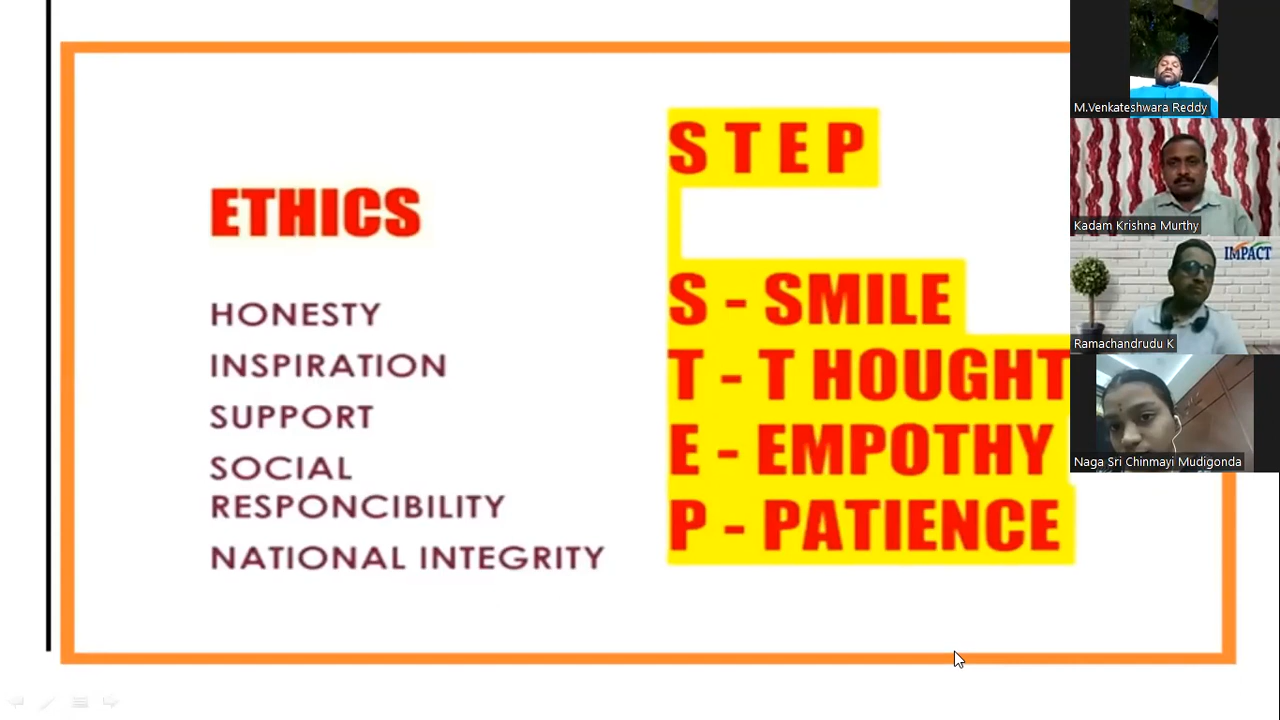 ETHICS
HONESTY
INSPIRATION
SUPPORT
SOCIAL
RESPONCIBILITY
NATIONAL INTEGRITY
S T E P
S - SMILE
T - T HOUGHT
E - EMPOTHY
P - PATIENCE
M.Venkateshwara Reddy
Kadam Krishna Murthy
IMPACT
Ramachandrudu K
Naga Sri Chinmayi Mudigonda